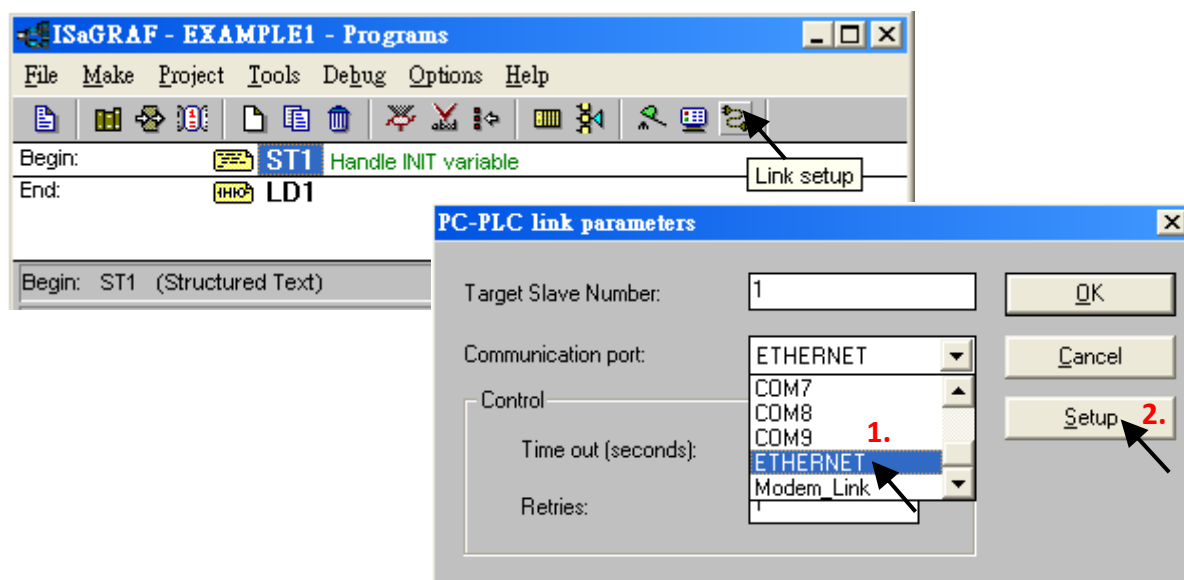 ISaGRAF - EXAMPLE1 - Programs
File Make Project Tools Debug Options Help
Begin: ST1 Handle INIT variable
Link setup
End: LD1
Begin: ST1 (Structured Text)
PC-PLC link parameters
Target Slave Number: 1 OK
Communication port: ETHERNET Cancel
COM7
Control
COM8
Setup 2.
COM9 1.
Time out (seconds):
ETHERNET
Modem_Link
Retries: